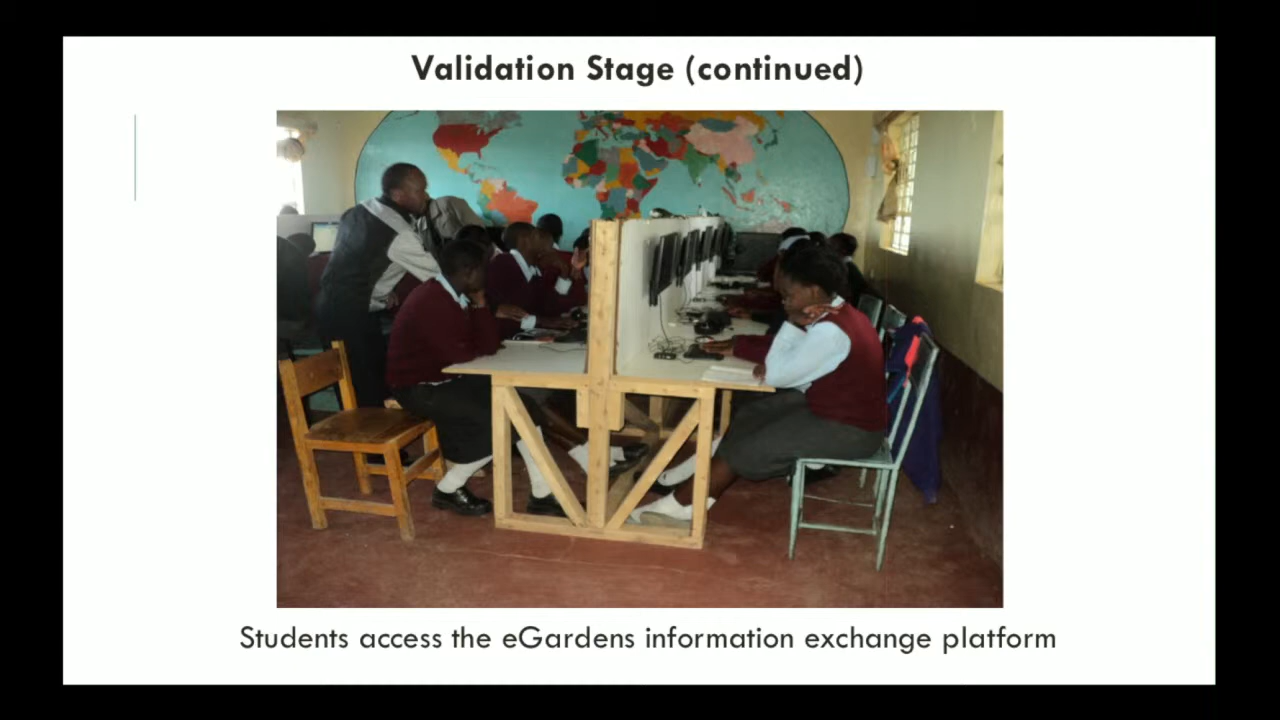 Validation Stage (continued)
Students access the eGardens information exchange platform